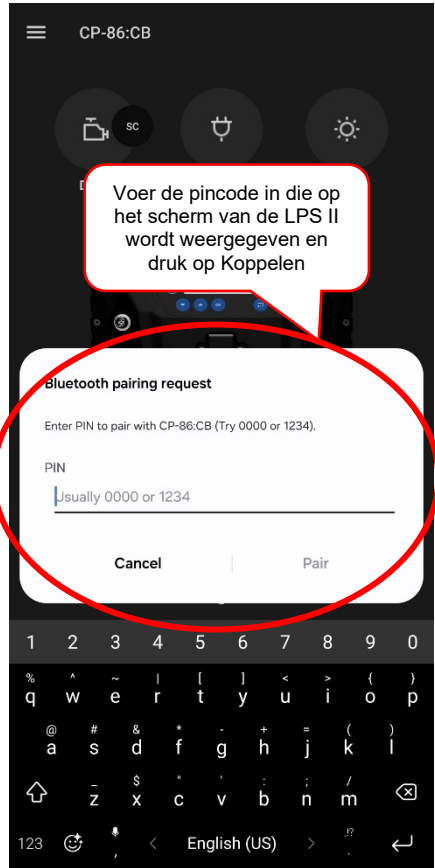 CP-86:CB
SC
Voer de pincode in die op
het scherm van de LPS II
wordt weergegeven en
druk op Koppelen
Bluetooth pairing request
Enter PIN to pair with CP-86:CB (Try 0000 or 1234).
PIN
Usually 0000 or 1234
Cancel
Pair
1 2 3 4 5 6 7 8 9 0
% ^ ~ | [ ] < > { }
q w e r t y u i o p
@ # & * - + = ( )
a s d f g h j k l
_ $ " ' : ; /
z x c v b n m
123 , < English (US) > .
,!?